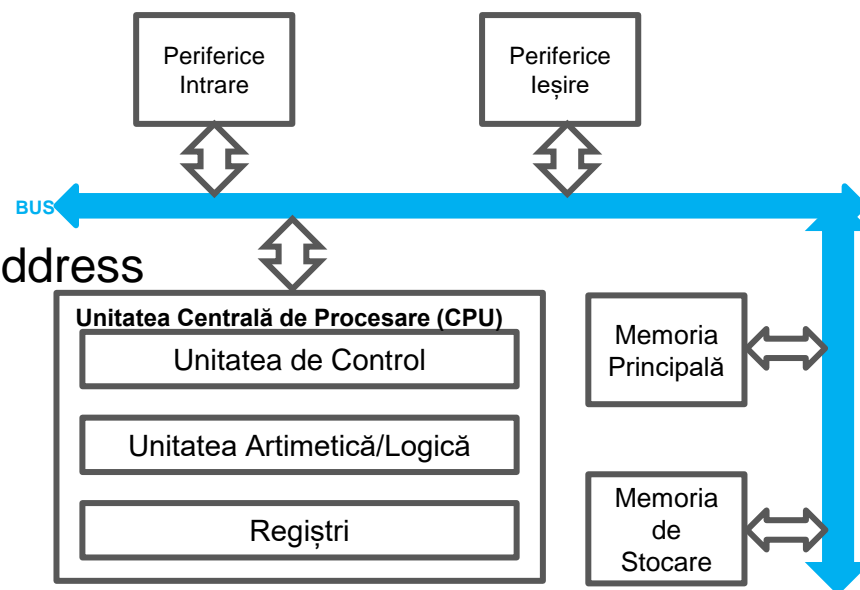 Periferice
Intrare
Periferice
Ieșire
BUS
ddress
Unitatea Centrală de Procesare (CPU)
Unitatea de Control
Unitatea Artimetică/Logică
Regiștri
Memoria
Principală
Memoria
de
Stocare